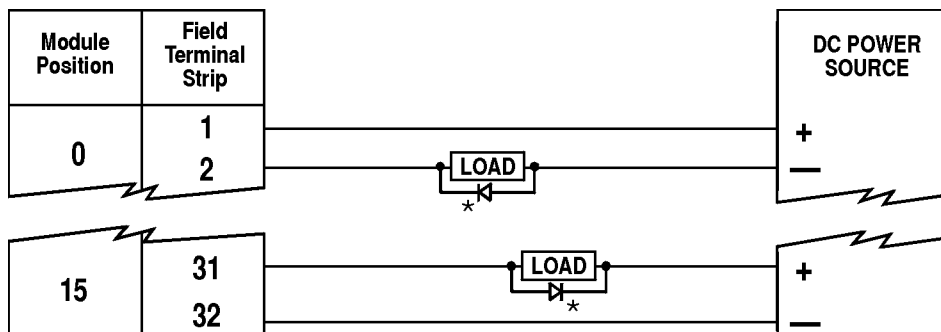 Module Position
Field Terminal Strip
DC POWER SOURCE
1
+
0
2
LOAD
—
*
31
LOAD
+
15
*
32
—